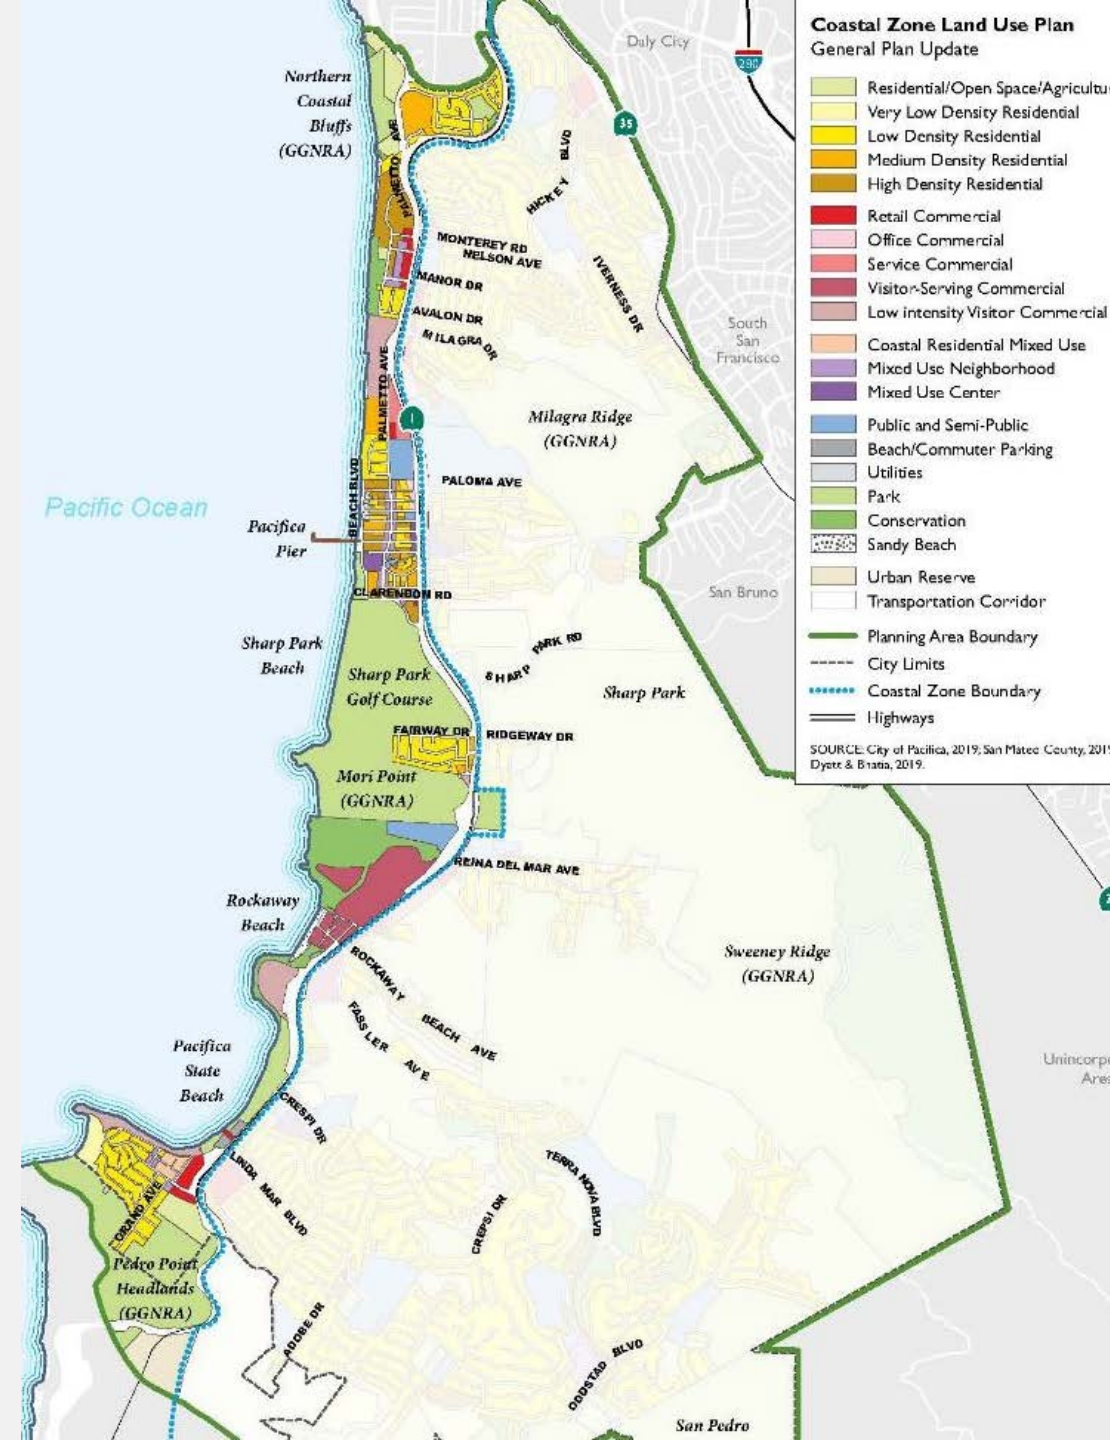 Coastal Zone Land Use Plan
General Plan Update
Residential/Open Space/Agricultu
Very Low Density Residential
Low Density Residential
Medium Density Residential
High Density Residential
Retail Commercial
Office Commercial
Service Commercial
Visitor-Serving Commercial
Low intensity Visitor Commercial
Coastal Residential Mixed Use
Mixed Use Neighborhood
Mixed Use Center
Public and Semi-Public
Beach/Commuter Parking
Utilities
Park
Conservation
Sandy Beach
Urban Reserve
Transportation Corridor
Planning Area Boundary
City Limits
Coastal Zone Boundary
Highways
SOURCE: City of Pacifica, 2019; San Mateo County, 2019
Dyett & Bhatia, 2019.
Daly City
280
35
Northern
Coastal
Bluffs
(GGNRA)
PALMETTO AVE
HICKEY BLVD
MONTEREY RD
NELSON AVE
MANOR DR
IVERNESS DR
AVALON DR
MILAGRA DR
South
San
Francisco
PALMETTO AVE
1
Milagra Ridge
(GGNRA)
BEACH BLVD
PALOMA AVE
Pacific Ocean
Pacifica
Pier
San Bruno
CLARENDON RD
Sharp Park
Beach
SHARP PARK RD
Sharp Park
Golf Course
Sharp Park
FAIRWAY DR
RIDGEWAY DR
Mori Point
(GGNRA)
REINA DEL MAR AVE
Rockaway
Beach
Sweeney Ridge
(GGNRA)
ROCKAWAY BEACH AVE
FASSLER AVE
Pacifica
State
Beach
Unincorpo
Area
CRESPI DR
LINDA MAR BLVD
TERRA NOVA BLVD
GRAND AVE
CREPSI DR
Pedro Point
Headlands
(GGNRA)
ADOBE DR
ODDSTAD BLVD
San Pedro